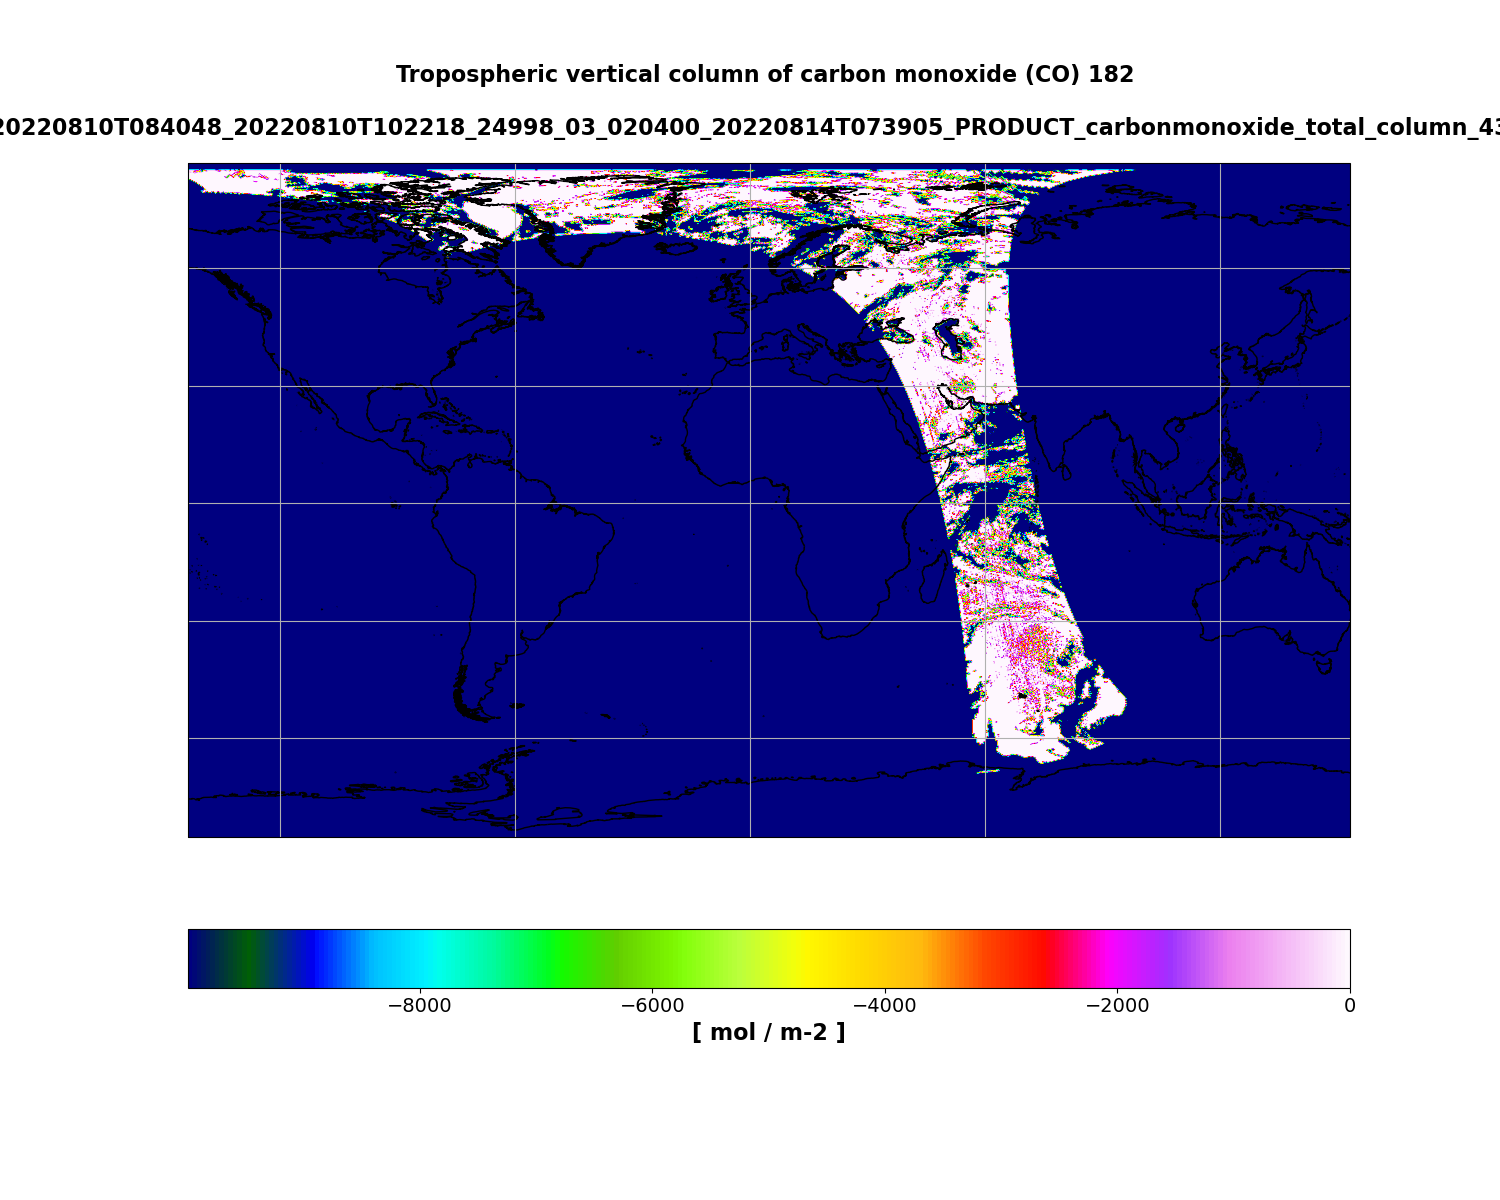 Tropospheric vertical column of carbon monoxide (CO) 182
20220810T084048_20220810T102218_24998_03_020400_20220814T073905_PRODUCT_carbonmonoxide_total_column_43
−8000 −6000 −4000 −2000 0
[ mol / m-2 ]